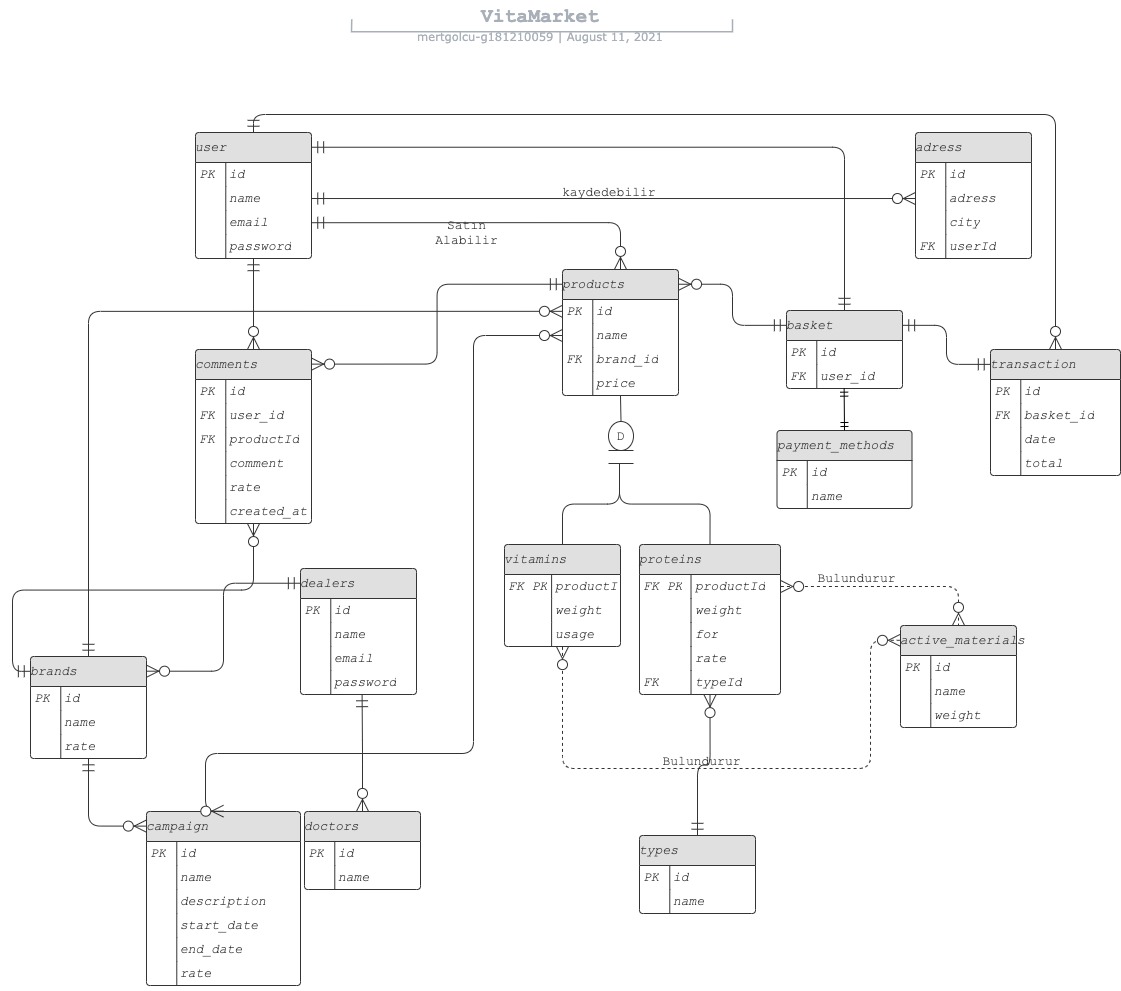 VitaMarket
mertgolcu-g181210059 | August 11, 2021
user
PK id
name
email
password
adress
PK id
adress
city
FK userId
kaydedebilir
Satın
Alabilir
products
PK id
name
FK brand_id
price
basket
PK id
FK user_id
comments
PK id
FK user_id
FK productId
comment
rate
created_at
transaction
PK id
FK basket_id
date
total
D
payment_methods
PK id
name
vitamins
FK PK productI
weight
usage
proteins
FK PK productId
weight
for
rate
FK typeId
Bulundurur
active_materials
PK id
name
weight
dealers
PK id
name
email
password
brands
PK id
name
rate
Bulundurur
campaign
PK id
name
description
start_date
end_date
rate
doctors
PK id
name
types
PK id
name